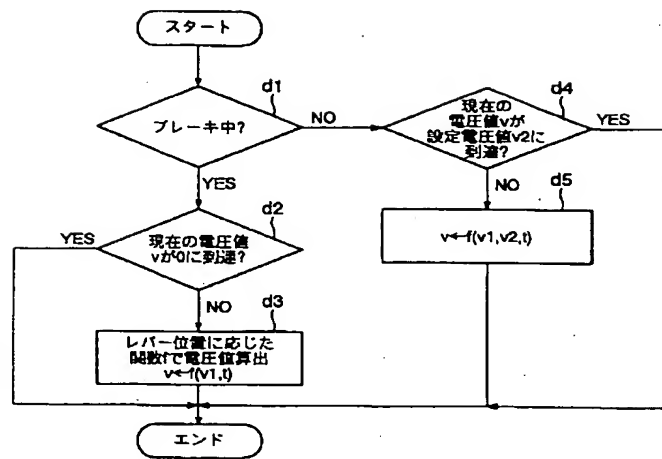 スタート
d1
ブレーキ中?
NO
YES
d4
現在の
電圧値vが
設定電圧値v2に
到達?
YES
NO
d5
v←f(v1,v2,t)
d2
YES
現在の電圧値
vが0に到達?
NO
d3
レバー位置に応じた
関数fで電圧値算出
v←f(v1,t)
エンド